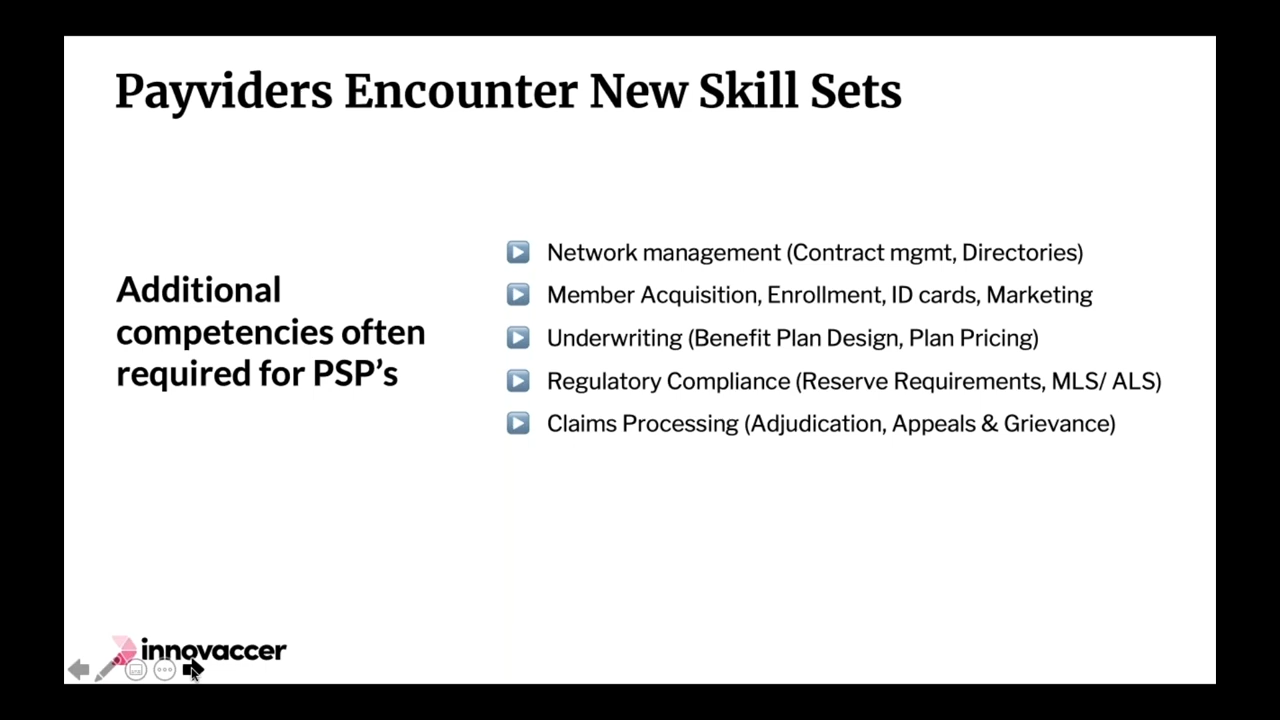 Payviders Encounter New Skill Sets
Additional
competencies often
required for PSP’s
Network management (Contract mgmt, Directories)
Member Acquisition, Enrollment, ID cards, Marketing
Underwriting (Benefit Plan Design, Plan Pricing)
Regulatory Compliance (Reserve Requirements, MLS/ ALS)
Claims Processing (Adjudication, Appeals & Grievance)
innovaccer